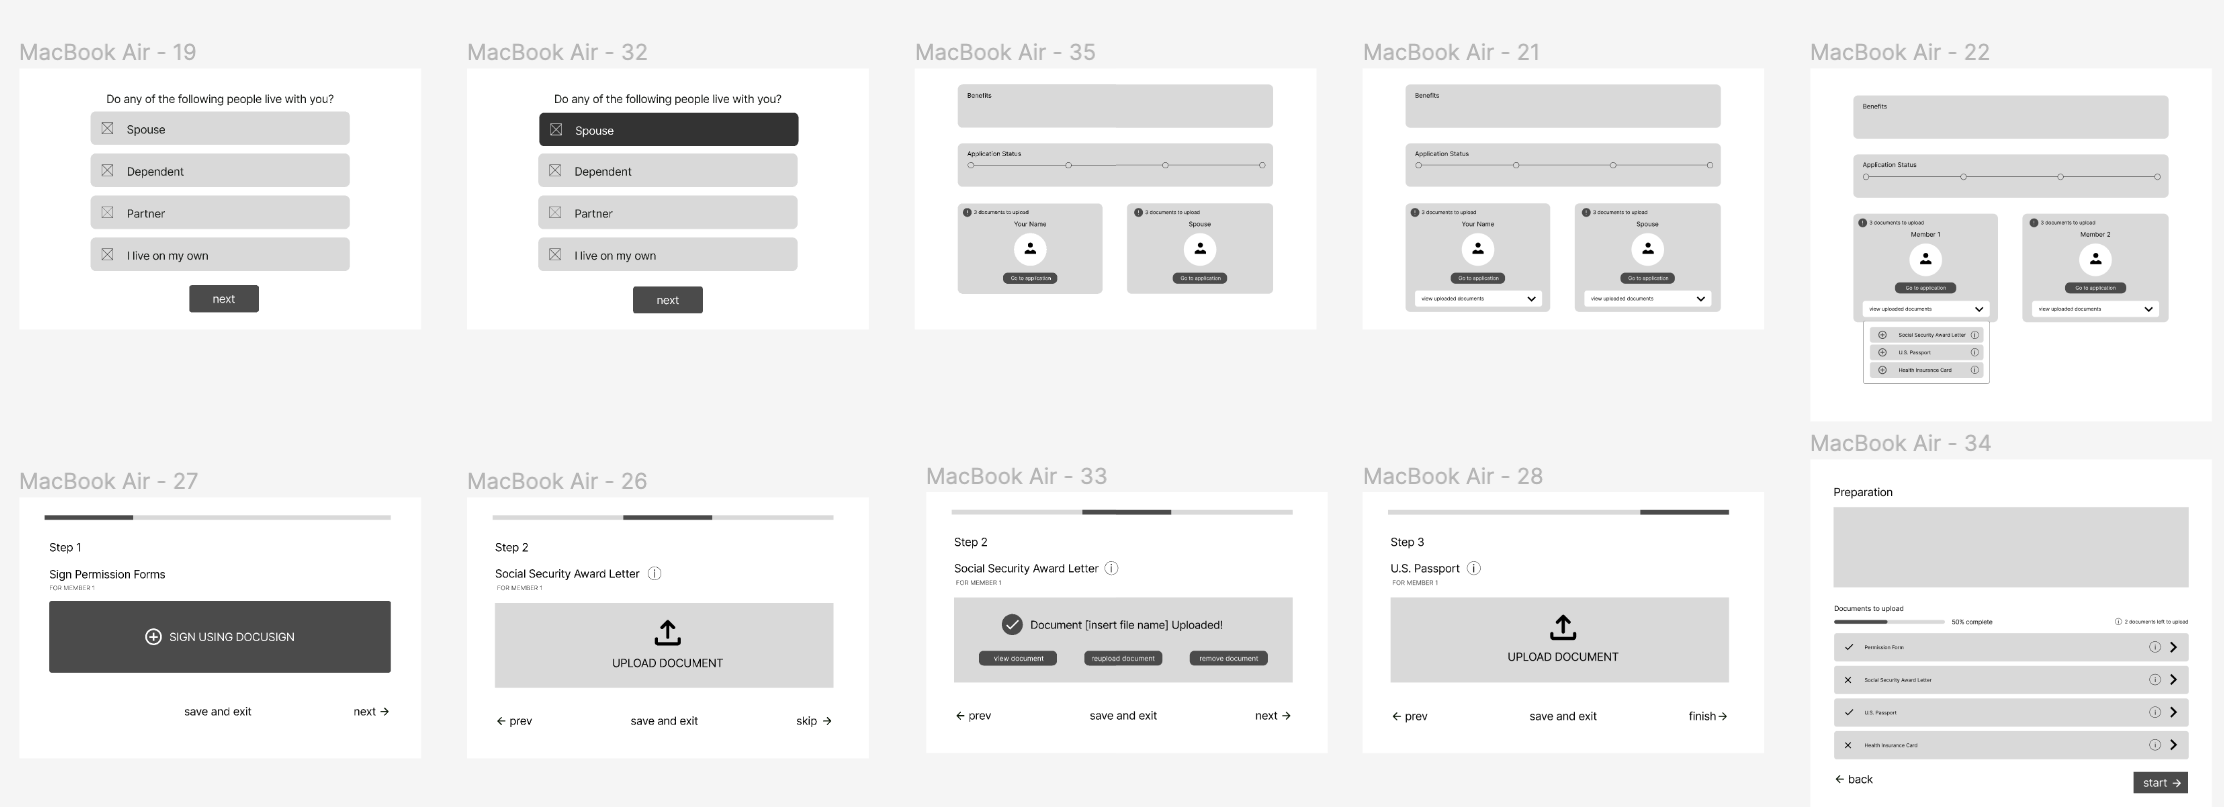 MacBook Air - 19
Do any of the following people live with you?
Spouse
Dependent
Partner
I live on my own
next
MacBook Air - 32
Do any of the following people live with you?
Spouse
Dependent
Partner
I live on my own
next
MacBook Air - 35
Benefits
Application Status
3 documents to upload
Your Name
Go to application
3 documents to upload
Spouse
Go to application
MacBook Air - 21
Benefits
Application Status
3 documents to upload
Your Name
Go to application
view uploaded documents
3 documents to upload
Spouse
Go to application
view uploaded documents
MacBook Air - 22
Benefits
Application Status
3 documents to upload
Member 1
Go to application
view uploaded documents
Social Security Award Letter
U.S. Passport
Health Insurance Card
3 documents to upload
Member 2
Go to application
view uploaded documents
MacBook Air - 27
Step 1
Sign Permission Forms
FOR MEMBER 1
SIGN USING DOCUSIGN
save and exit
next →
MacBook Air - 26
Step 2
Social Security Award Letter
FOR MEMBER 1
UPLOAD DOCUMENT
← prev
save and exit
skip →
MacBook Air - 33
Step 2
Social Security Award Letter
FOR MEMBER 1
Document [insert file name] Uploaded!
view document
reupload document
remove document
← prev
save and exit
next →
MacBook Air - 28
Step 3
U.S. Passport
FOR MEMBER 1
UPLOAD DOCUMENT
← prev
save and exit
finish →
MacBook Air - 34
Preparation
Documents to upload
50% complete
2 documents left to upload
Permission Form
Social Security Award Letter
U.S. Passport
Health Insurance Card
← back
start →